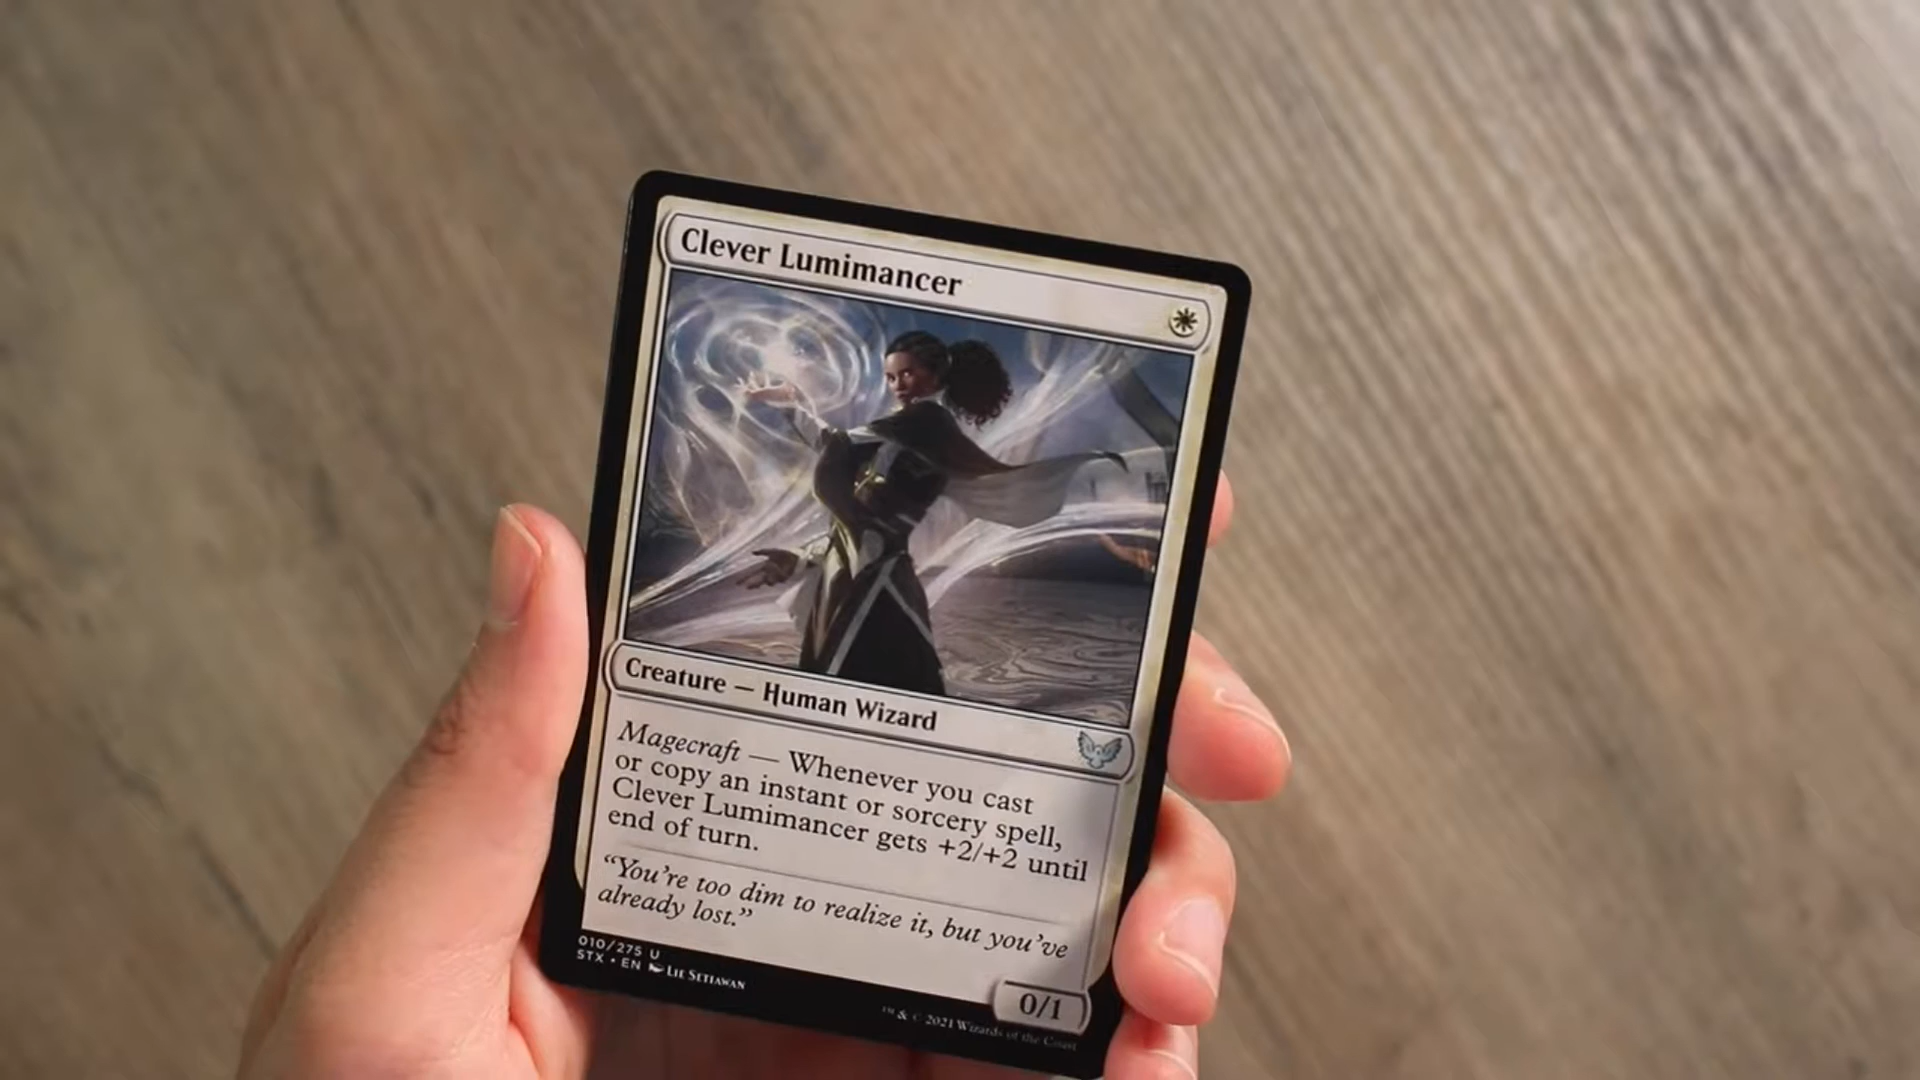 Clever Lumimancer
Creature — Human Wizard
Magecraft — Whenever you cast
or copy an instant or sorcery spell,
Clever Lumimancer gets +2/+2 until
end of turn.
“You’re too dim to realize it, but you’ve
already lost.”
010/275 U
STX • EN Lie Setiawan
0/1
™ & © 2021 Wizards of the Coast